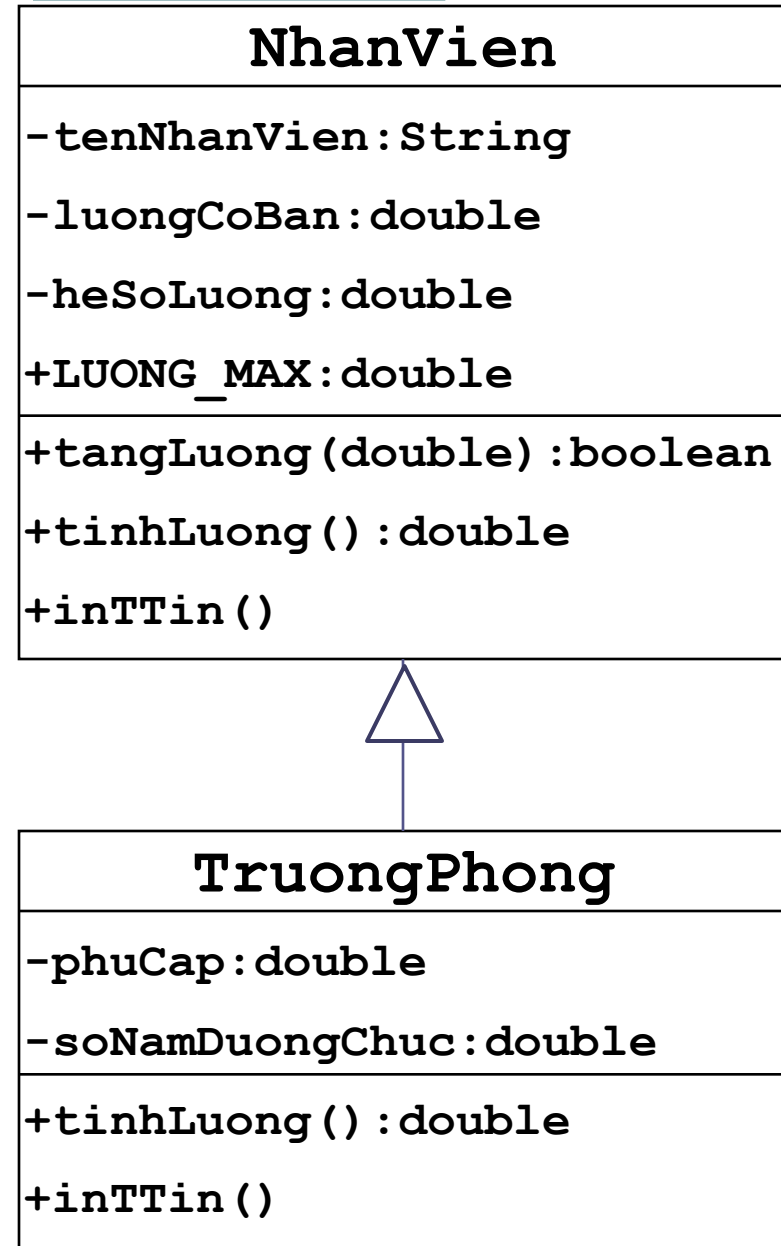 NhanVien
-tenNhanVien:String
-luongCoBan:double
-heSoLuong:double
+LUONG_MAX:double
+tangLuong(double):boolean
+tinhLuong():double
+inTTin()
TruongPhong
-phuCap:double
-soNamDuongChuc:double
+tinhLuong():double
+inTTin()